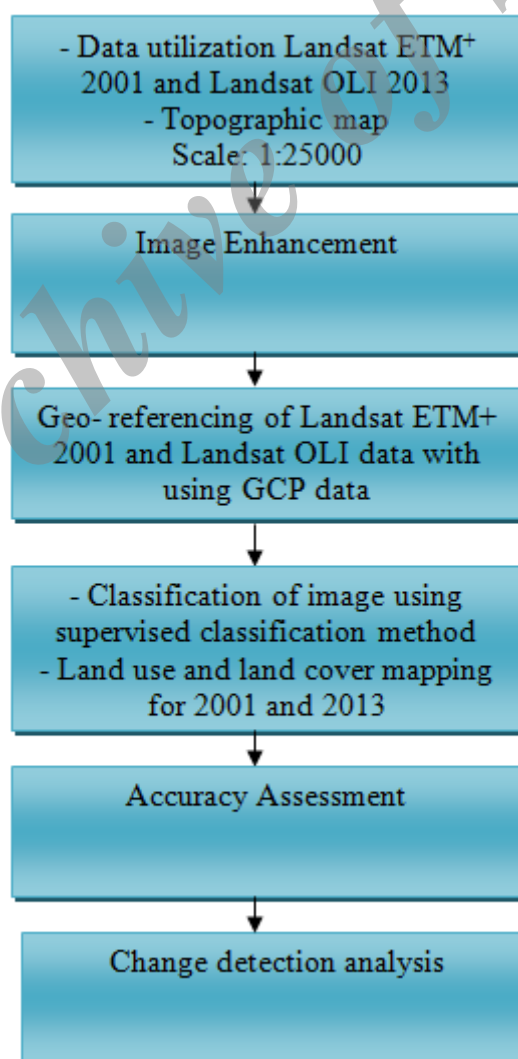 - Data utilization Landsat ETM⁺
2001 and Landsat OLI 2013
- Topographic map
Scale: 1:25000
Image Enhancement
Geo- referencing of Landsat ETM+
2001 and Landsat OLI data with
using GCP data
- Classification of image using
supervised classification method
- Land use and land cover mapping
for 2001 and 2013
Accuracy Assessment
Change detection analysis
chive of